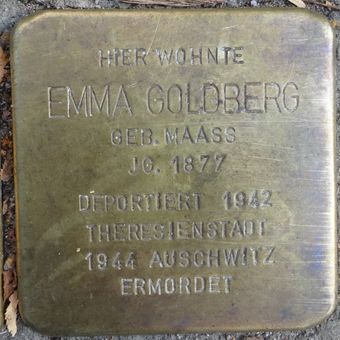 HIER WOHNTE
EMMA GOLDBERG
GEB. MAASS
JG. 1877
DEPORTIERT 1942
THERESIENSTADT
1944 AUSCHWITZ
ERMORDET